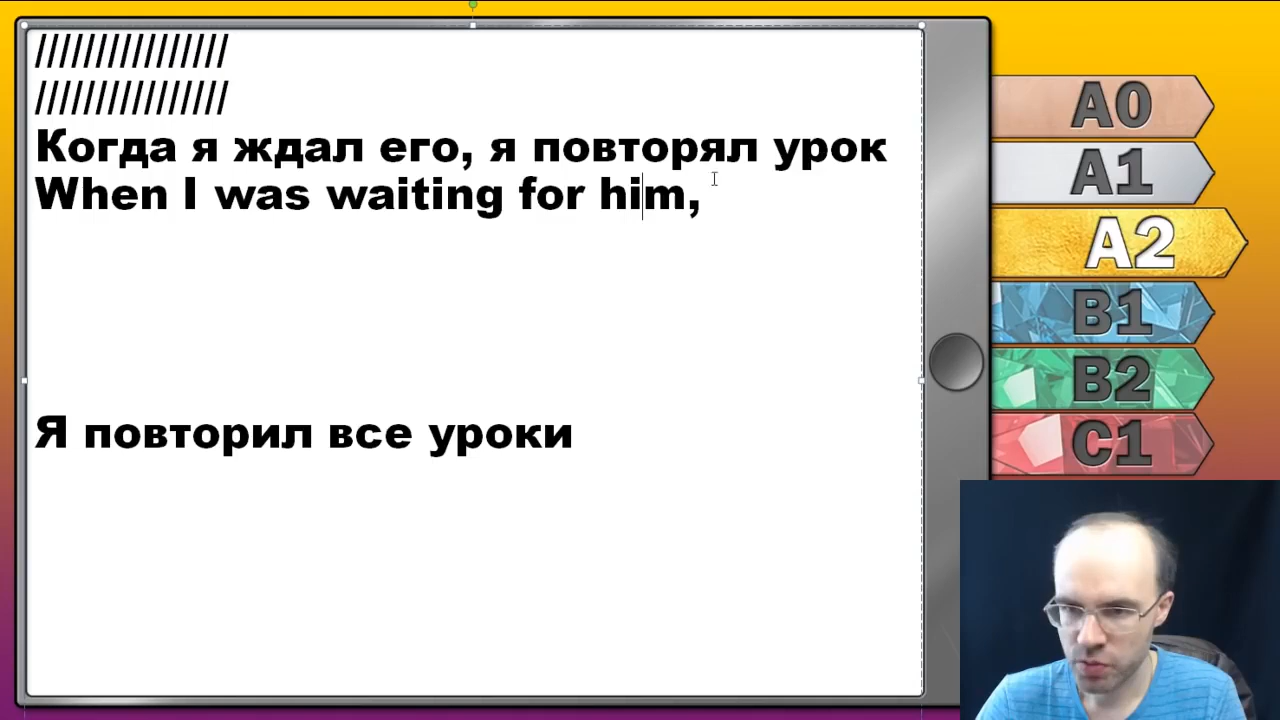 ////////////////
////////////////
Когда я ждал его, я повторял урок
When I was waiting for him,
Я повторил все уроки
A0
A1
A2
B1
B2
C1